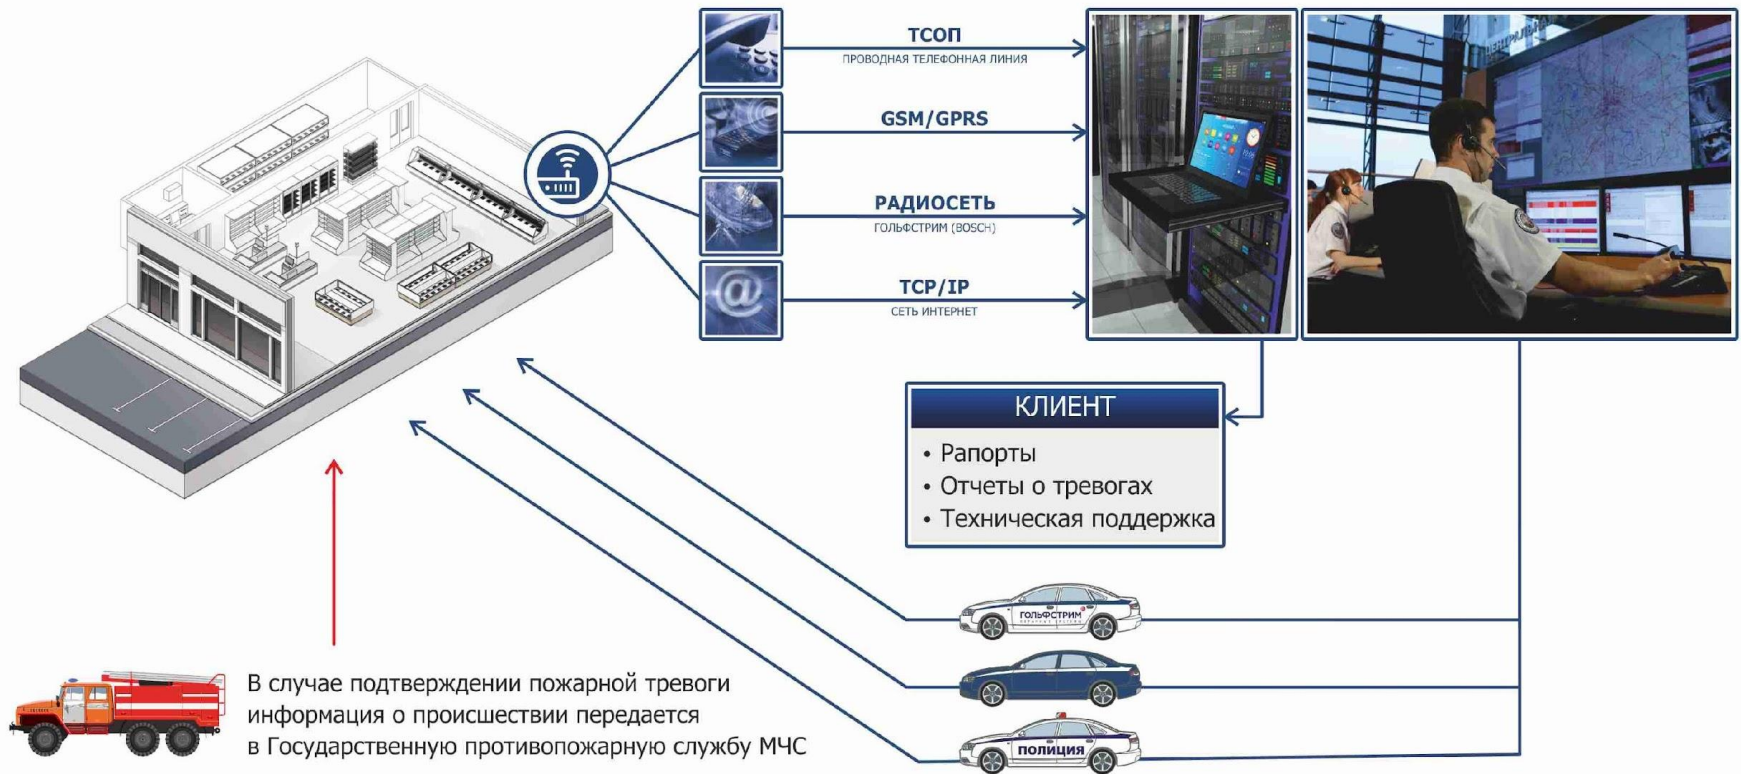 ТСОП
ПРОВОДНАЯ ТЕЛЕФОННАЯ ЛИНИЯ
GSM/GPRS
РАДИОСЕТЬ
ГОЛЬФСТРИМ (BOSCH)
@
TCP/IP
СЕТЬ ИНТЕРНЕТ
КЛИЕНТ
• Рапорты
• Отчеты о тревогах
• Техническая поддержка
ГОЛЬФСТРИМ
ПОЛИЦИЯ
В случае подтверждении пожарной тревоги
информация о происшествии передается
в Государственную противопожарную службу МЧС